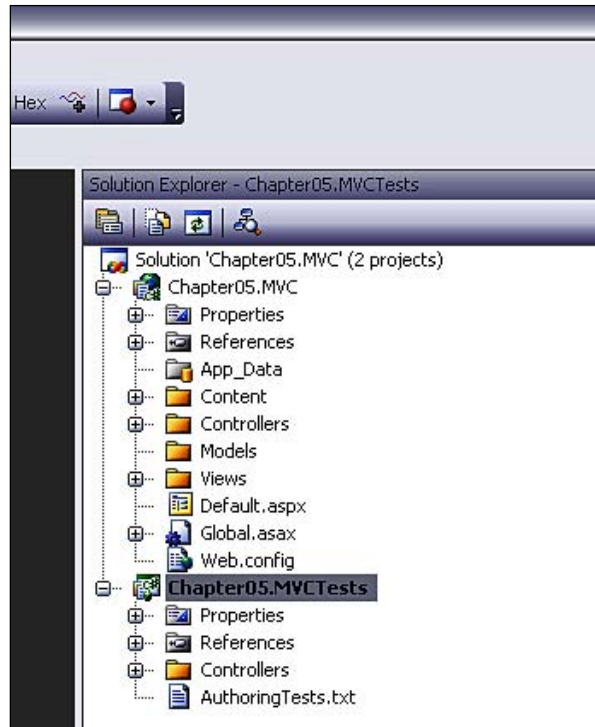 Hex
Solution Explorer - Chapter05.MVCTests
Solution 'Chapter05.MVC' (2 projects)
Chapter05.MVC
Properties
References
App_Data
Content
Controllers
Models
Views
Default.aspx
Global.asax
Web.config
Chapter05.MVCTests
Properties
References
Controllers
AuthoringTests.txt